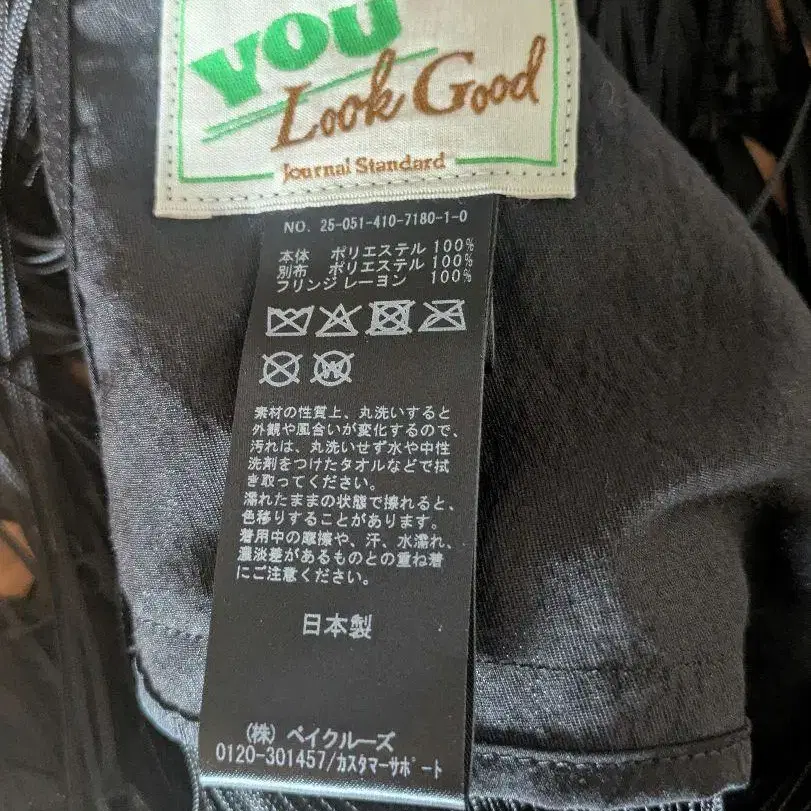 YOU
Look Good
Journal Standard
NO. 25-051-410-7180-1-0
本体 ポリエステル 100%
別布 ポリエステル 100%
フリンジ レーヨン 100%
W
素材の性質上、丸洗いすると
外観や風合いが変化するので、
汚れは、丸洗いせず水や中性
洗剤をつけたタオルなどで拭
き取ってください。
濡れたままの状態で擦れると、
色移りすることがあります。
着用中の摩擦や、汗、水濡れ、
濃淡差があるものとの重ね着
にご注意ください。
日本製
(株) ベイクルーズ
0120-301457/カスタマーサポート